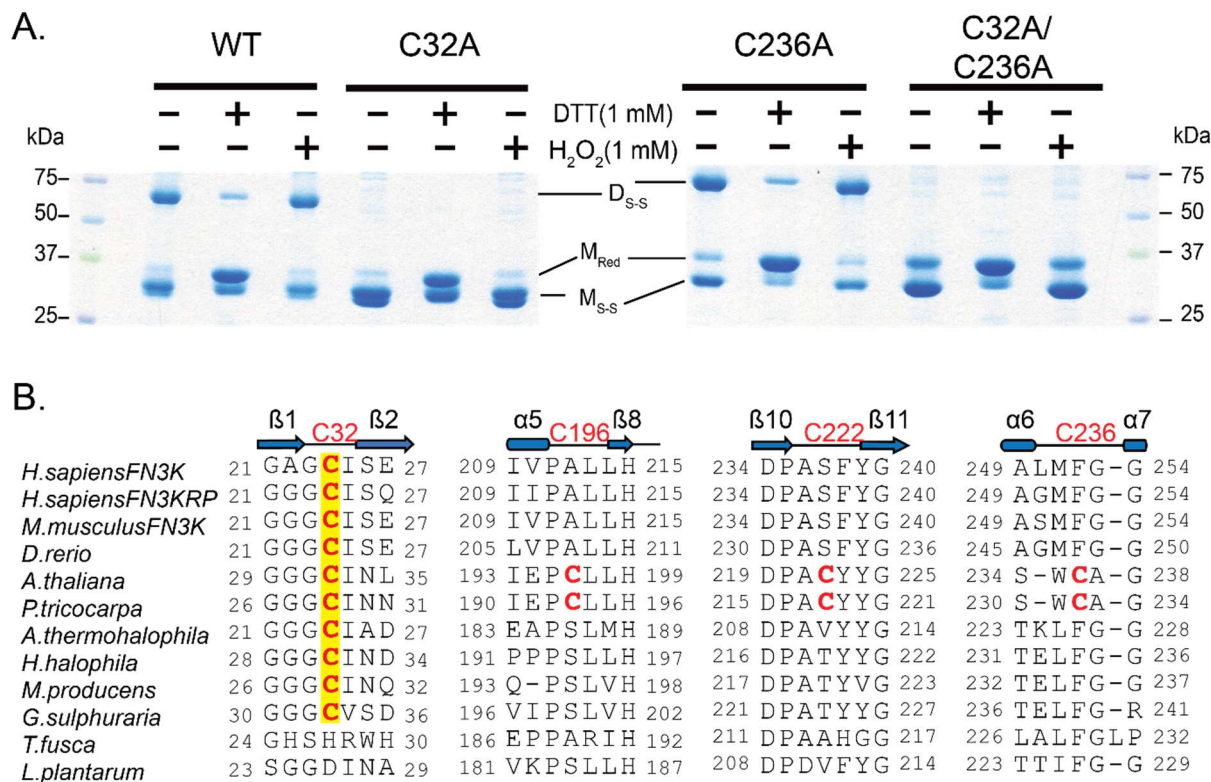 A.
WT C32A C236A C32A/
C236A
− + − − + − DTT(1 mM) − + − − + −
kDa − − + − − + H₂O₂(1 mM) − − + − − + kDa
75− D_S-S − 75
50− − 50
37− M_Red − 37
M_S-S
25− − 25
B.
ß1 C32 ß2 α5 C196 ß8 ß10 C222 ß11 α6 C236 α7
H.sapiensFN3K 21 GAGCISE 27 209 IVPALLH 215 234 DPASFYG 240 249 ALMFG-G 254
H.sapiensFN3KRP 21 GGGCISQ 27 209 IIPALLH 215 234 DPASFYG 240 249 AGMFG-G 254
M.musculusFN3K 21 GGGCISE 27 209 IVPALLH 215 234 DPASFYG 240 249 ASMFG-G 254
D.rerio 21 GGGCISE 27 205 LVPALLH 211 230 DPASFYG 236 245 AGMFG-G 250
A.thaliana 29 GGGCINL 35 193 IEPCLLH 199 219 DPACYYG 225 234 S-WCA-G 238
P.tricocarpa 26 GGGCINN 31 190 IEPCLLH 196 215 DPACYYG 221 230 S-WCA-G 234
A.thermohalophila 21 GGGCIAD 27 183 EAPSLMH 189 208 DPAVYYG 214 223 TKLFG-G 228
H.halophila 28 GGGCIND 34 191 PPPSLLH 197 216 DPATYYG 222 231 TELFG-G 236
M.producens 26 GGGCINQ 32 193 Q-PSLVH 198 217 DPATYVG 223 232 TELFG-G 237
G.sulphuraria 30 GGGCVSD 36 196 VIPSLVH 202 221 DPATYYG 227 236 TELFG-R 241
T.fusca 24 GHSHRWH 30 186 EPPARIH 192 211 DPAAHGG 217 226 LALFGLP 232
L.plantarum 23 SGGDINA 29 181 VKPSLLH 187 207 DPDVFYG 213 223 TTIFG-G 229